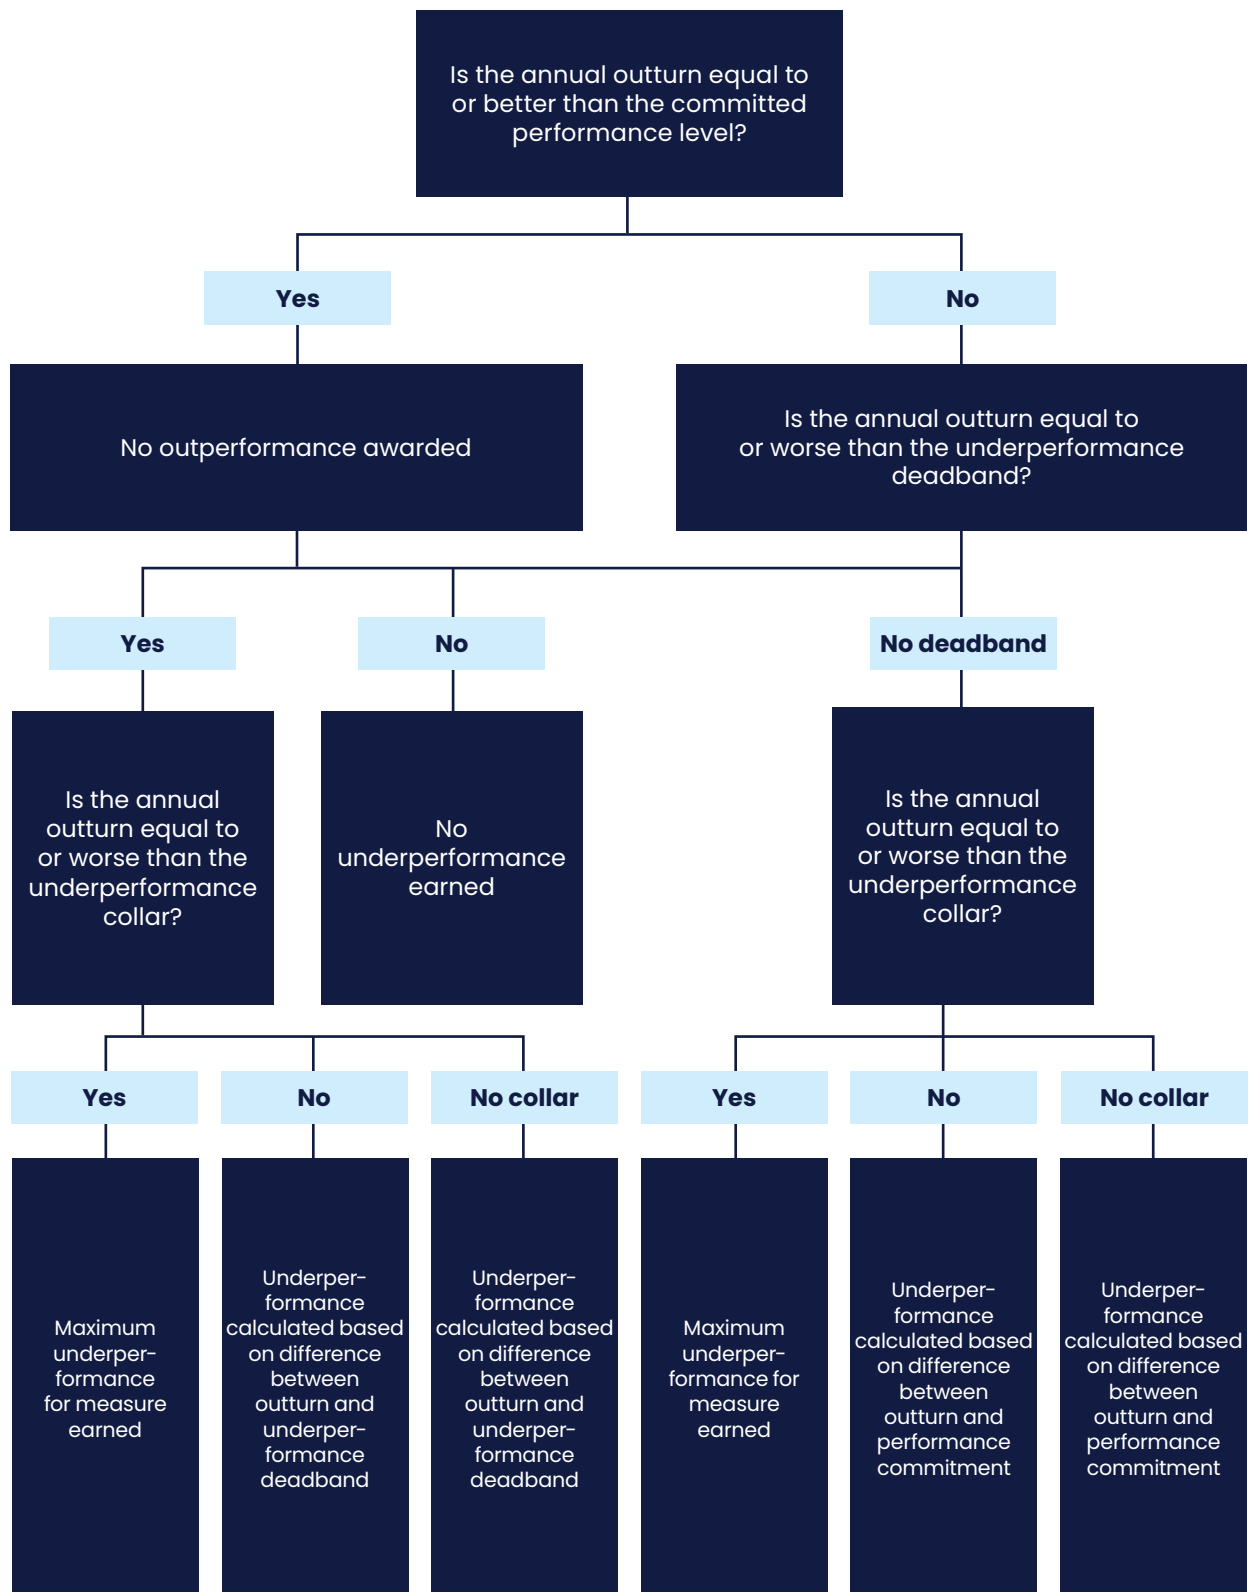 Is the annual outturn equal to
or better than the committed
performance level?
Yes
No
No outperformance awarded
Is the annual outturn equal to
or worse than the underperformance
deadband?
Yes
No
No deadband
Is the annual
outturn equal to
or worse than the
underperformance
collar?
No
underperformance
earned
Is the annual
outturn equal to
or worse than the
underperformance
collar?
Yes
No
No collar
Yes
No
No collar
Maximum
underper-
formance
for measure
earned
Underper-
formance
calculated based
on difference
between
outturn and
underper-
formance
deadband
Underper-
formance
calculated based
on difference
between
outturn and
underper-
formance
deadband
Maximum
underper-
formance for
measure
earned
Underper-
formance
calculated based
on difference
between
outturn and
performance
commitment
Underper-
formance
calculated based
on difference
between
outturn and
performance
commitment